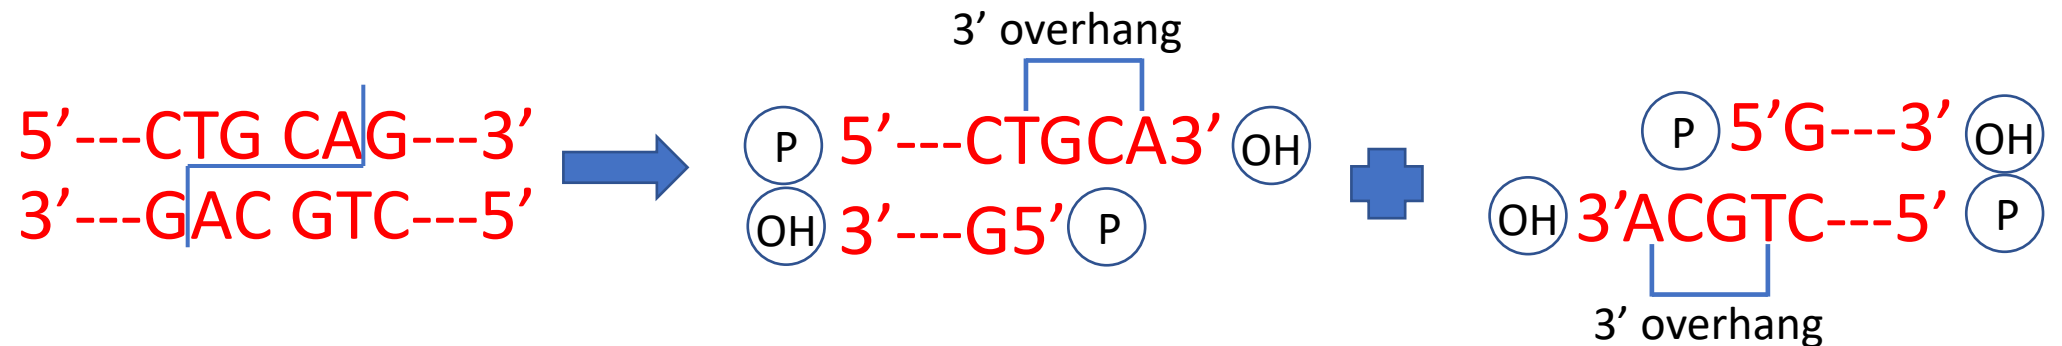 3’ overhang
5’---CTG CAG---3’
3’---GAC GTC---5’
P 5’---CTGCA3’ OH
OH 3’---G5’ P
P 5’G---3’ OH
OH 3’ACGTC---5’ P
3’ overhang